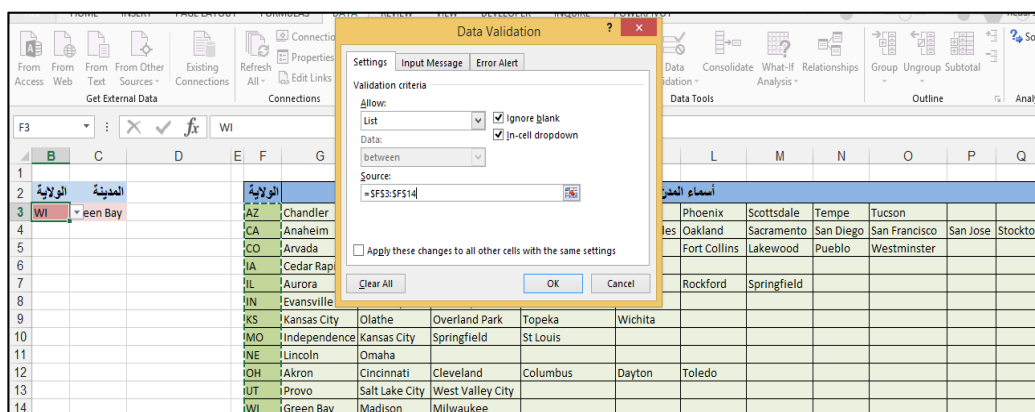 HOME INSERT PAGE LAYOUT FORMULAS DATA REVIEW VIEW DEVELOPER INQUIRE POWERPIVOT
From Access
From Web
From Text
From Other Sources
Existing Connections
Get External Data
Refresh All
Connectio
Properties
Edit Links
Connections
Data Validation ? ×
Settings Input Message Error Alert
Validation criteria
Allow:
List
Ignore blank
In-cell dropdown
Data:
between
Source:
=$F$3:$F$14
Apply these changes to all other cells with the same settings
Clear All OK Cancel
Data
idation
Consolidate
What-If Analysis
Relationships
Data Tools
Group Ungroup Subtotal
Outline
So
Anal
F3 fx WI
B C D E F G L M N O P Q
1
2 الولاية المدينة الولاية أسماء المدن
3 WI een Bay AZ Chandler Phoenix Scottsdale Tempe Tucson
4 CA Anaheim les Oakland Sacramento San Diego San Francisco San Jose Stockto
5 CO Arvada Fort Collins Lakewood Pueblo Westminster
6 IA Cedar Rapi
7 IL Aurora Rockford Springfield
8 IN Evansville
9 KS Kansas City Olathe Overland Park Topeka Wichita
10 MO Independence Kansas City Springfield St Louis
11 NE Lincoln Omaha
12 OH Akron Cincinnati Cleveland Columbus Dayton Toledo
13 UT Provo Salt Lake City West Valley City
14 WI Green Bay Madison Milwaukee